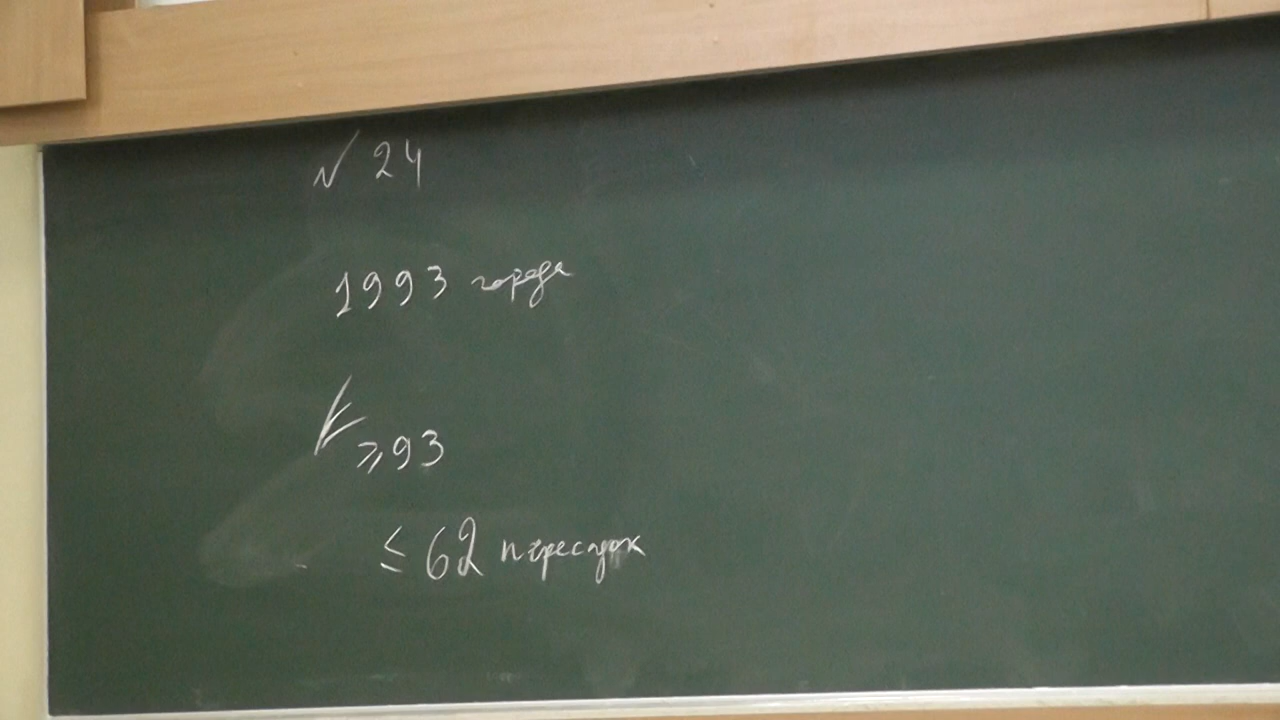 № 24
1993 города
≥93
≤ 62 пересадок